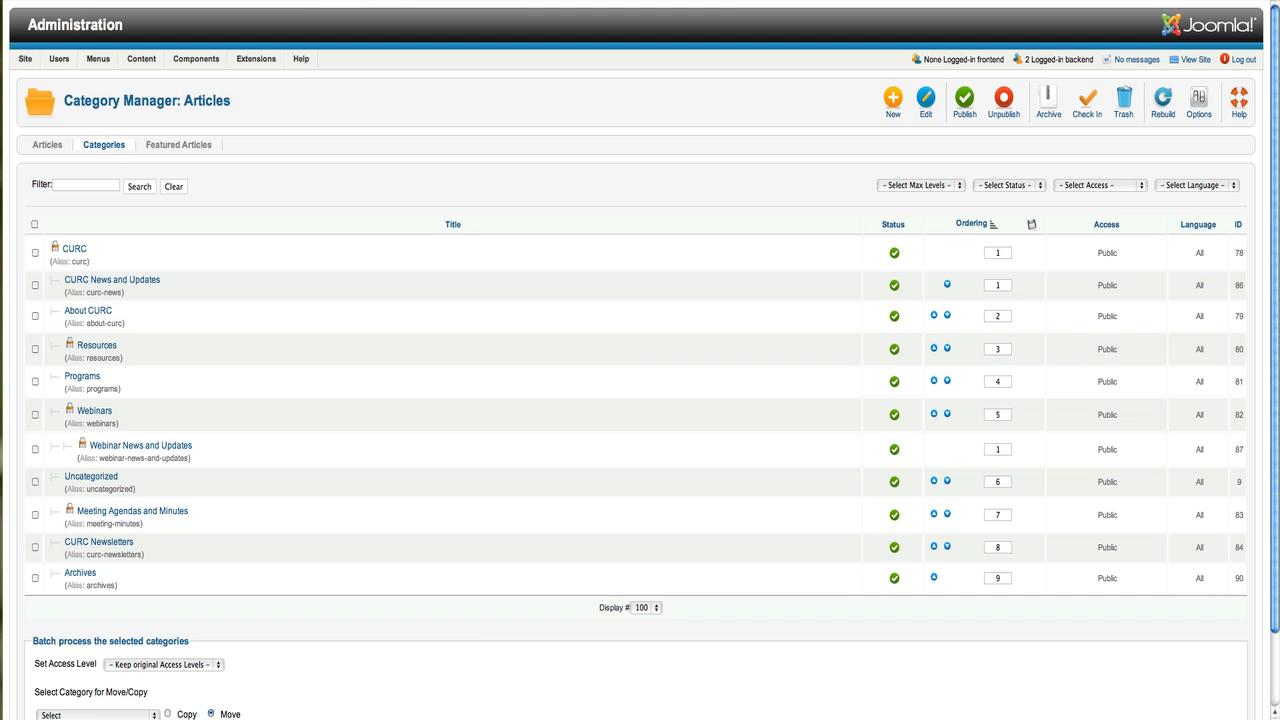 Administration Joomla!
Site Users Menus Content Components Extensions Help None Logged-in frontend 2 Logged-in backend No messages View Site Log out
Category Manager: Articles New Edit Publish Unpublish Archive Check In Trash Rebuild Options Help
Articles Categories Featured Articles
Filter: Search Clear - Select Max Levels - - Select Status - - Select Access - - Select Language -
Title Status Ordering Access Language ID
CURC 1 Public All 78
(Alias: curc)
CURC News and Updates 1 Public All 86
(Alias: curc-news)
About CURC 2 Public All 79
(Alias: about-curc)
Resources 3 Public All 80
(Alias: resources)
Programs 4 Public All 81
(Alias: programs)
Webinars 5 Public All 82
(Alias: webinars)
Webinar News and Updates 1 Public All 87
(Alias: webinar-news-and-updates)
Uncategorized 6 Public All 9
(Alias: uncategorized)
Meeting Agendas and Minutes 7 Public All 83
(Alias: meeting-minutes)
CURC Newsletters 8 Public All 84
(Alias: curc-newsletters)
Archives 9 Public All 90
(Alias: archives)
Display # 100
Batch process the selected categories
Set Access Level - Keep original Access Levels -
Select Category for Move/Copy
Select Copy Move